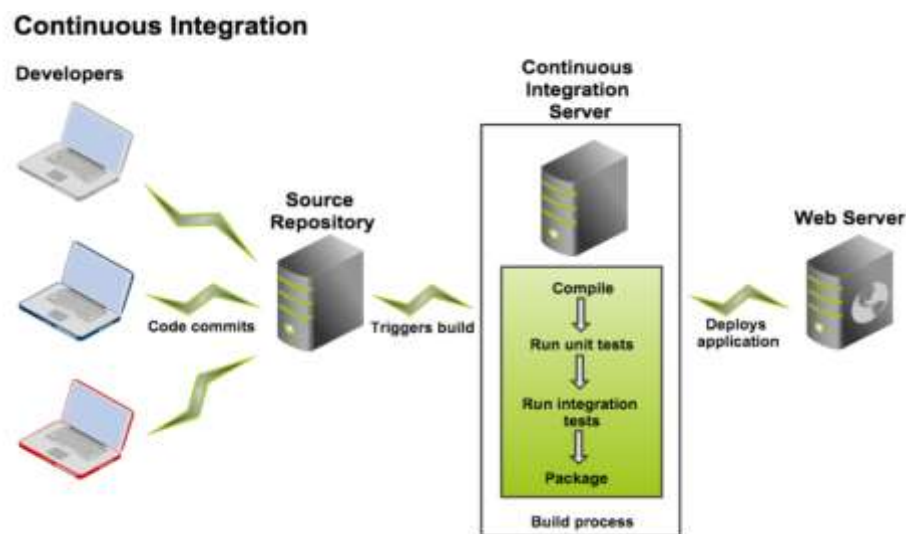 Continuous Integration
Developers
Continuous
Integration
Server
Source
Repository
Web Server
Code commits
Triggers build
Compile
Run unit tests
Run integration
tests
Package
Build process
Deploys
application